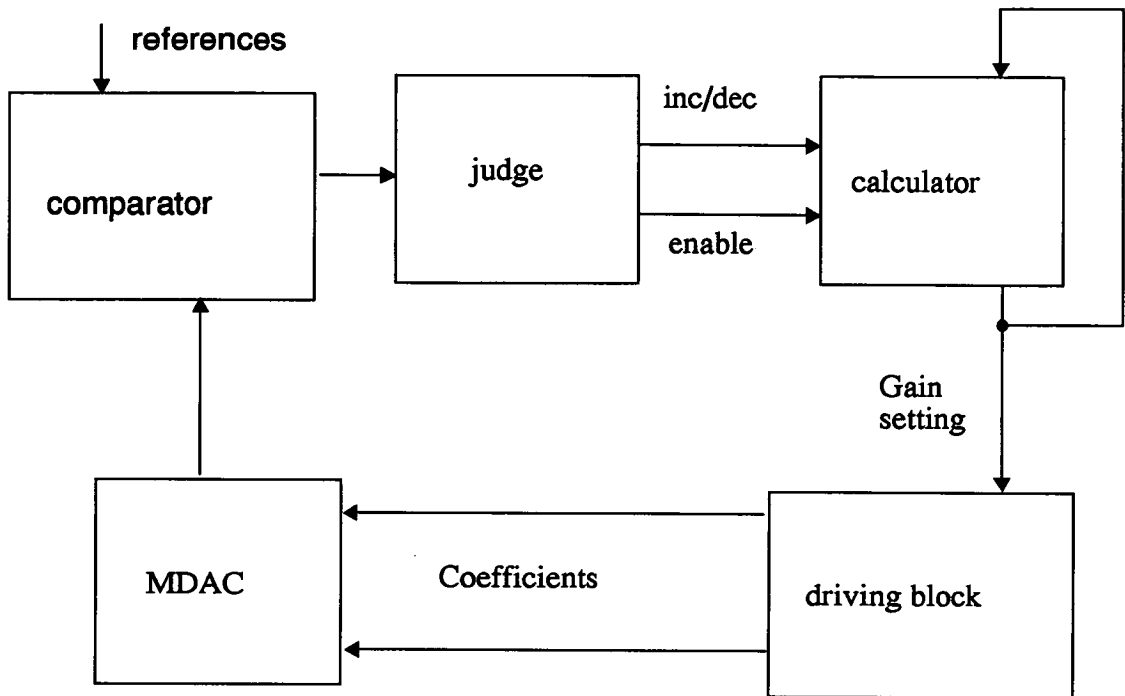 references
comparator
judge
inc/dec
enable
calculator
Gain
setting
MDAC
Coefficients
driving block